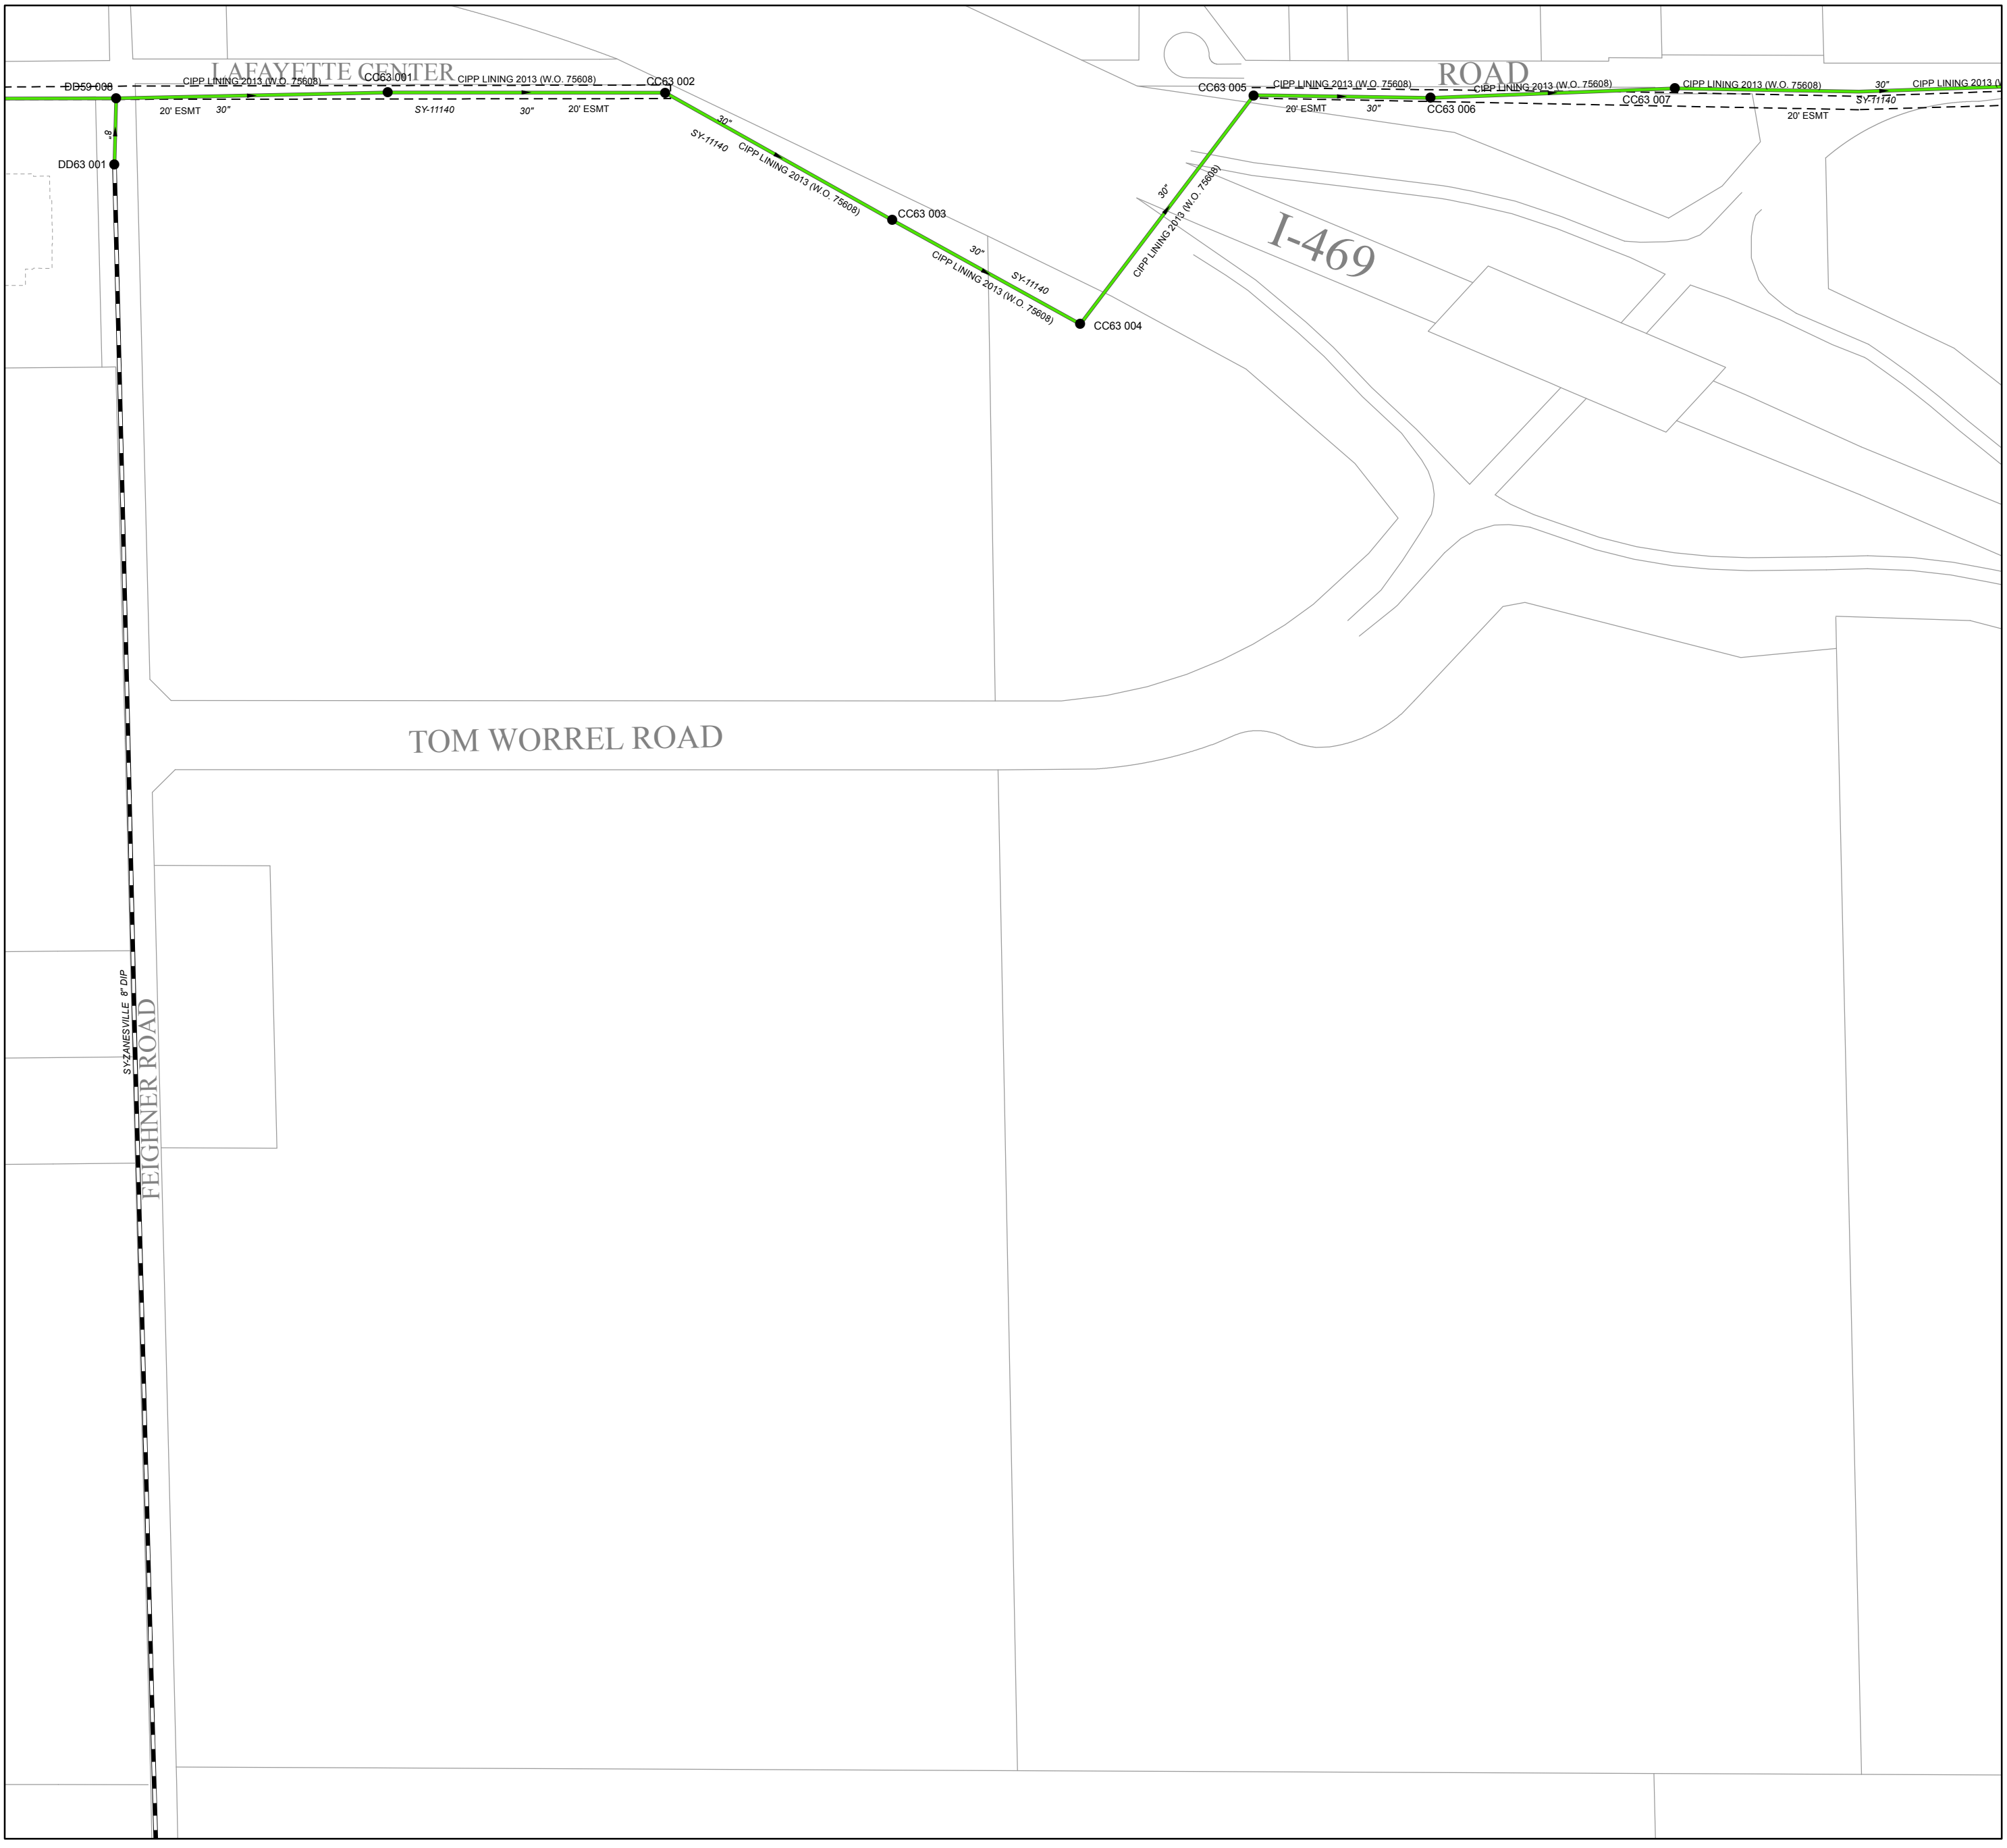 LAFAYETTE CENTER
ROAD
DD59 008
CIPP LINING 2013 (W.O. 75608)
CC63 001
CIPP LINING 2013 (W.O. 75608)
CC63 002
CC63 005
CIPP LINING 2013 (W.O. 75608)
CIPP LINING 2013 (W.O. 75608)
CIPP LINING 2013 (W.O. 75608)
30"
CIPP LINING 2013 (W
20' ESMT
30"
SY-11140
30"
20' ESMT
20' ESMT
30"
CC63 006
CC63 007
SY-11140
20' ESMT
8"
DD63 001
30"
SY-11140
CIPP LINING 2013 (W.O. 75608)
CC63 003
30"
CIPP LINING 2013 (W.O. 75608)
30"
SY-11140
CIPP LINING 2013 (W.O. 75608)
CC63 004
I-469
TOM WORREL ROAD
SY-ZANESVILLE 8" DIP
FEIGHNER ROAD